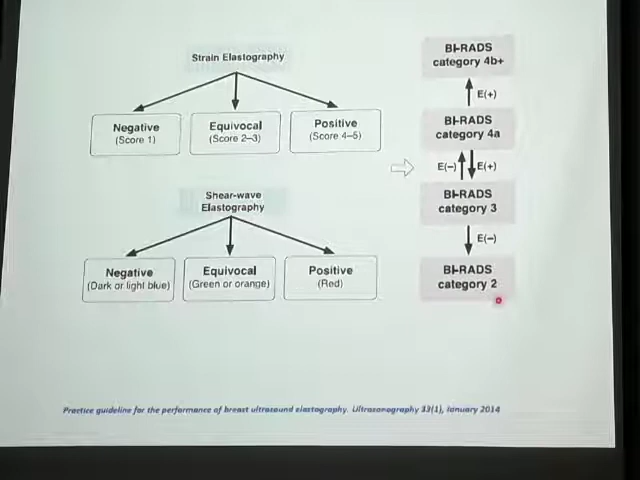 Strain Elastography
Negative
(Score 1)
Equivocal
(Score 2–3)
Positive
(Score 4–5)
Shear-wave
Elastography
Negative
(Dark or light blue)
Equivocal
(Green or orange)
Positive
(Red)
BI-RADS
category 4b+
E(+)
BI-RADS
category 4a
E(–)
E(+)
BI-RADS
category 3
E(–)
BI-RADS
category 2
Practice guideline for the performance of breast ultrasound elastography. Ultrasonography 33(1), January 2014